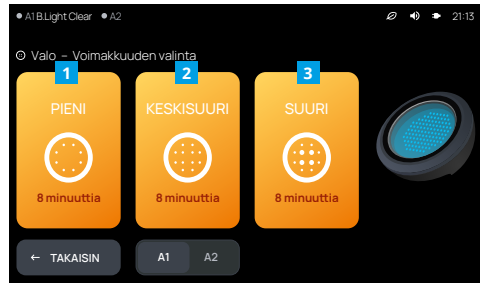 A1 B.Light Clear A2 21:13
Valo – Voimakkuuden valinta
1 2 3
PIENI KESKISUURI SUURI
8 minuuttia 8 minuuttia 8 minuuttia
← TAKAISIN A1 A2